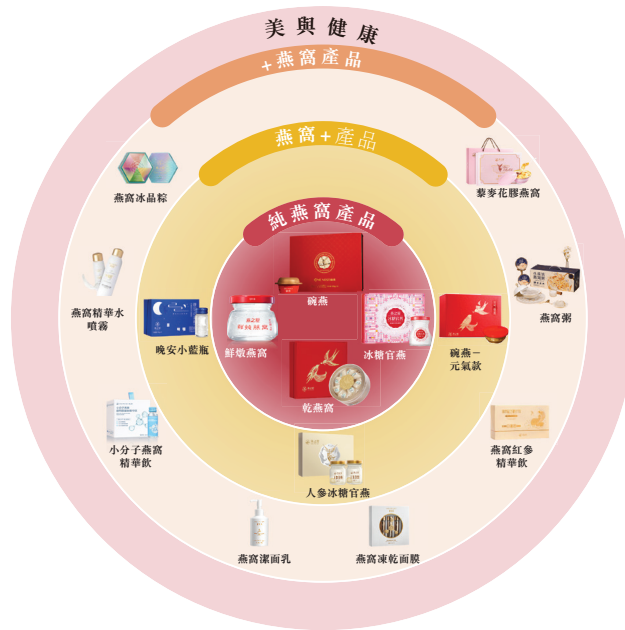 美與健康
+燕窩產品
燕窩+產品
純燕窩產品
燕窩冰晶粽
藜麥花膠燕窩
碗燕
燕窩精華水
噴霧
燕窩粥
晚安小藍瓶
鮮燉燕窩
冰糖官燕
碗燕－
元氣款
乾燕窩
小分子燕窩
精華飲
燕窩紅參
精華飲
人參冰糖官燕
燕窩潔面乳
燕窩凍乾面膜